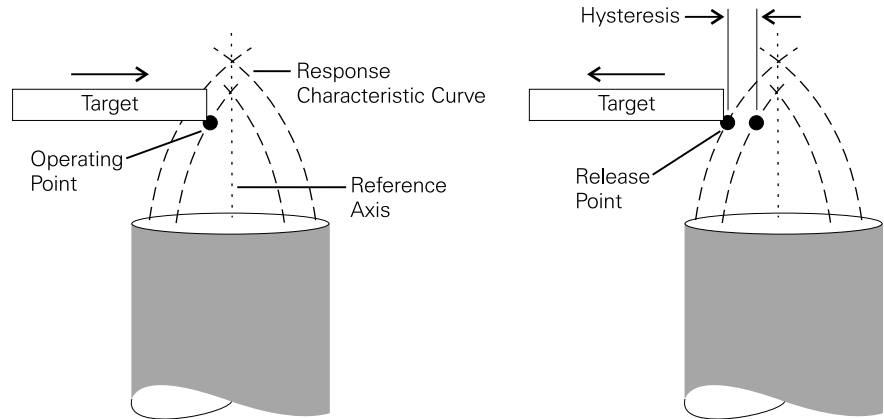 Target
Response
Characteristic Curve
Operating
Point
Reference
Axis
Hysteresis
Target
Release
Point